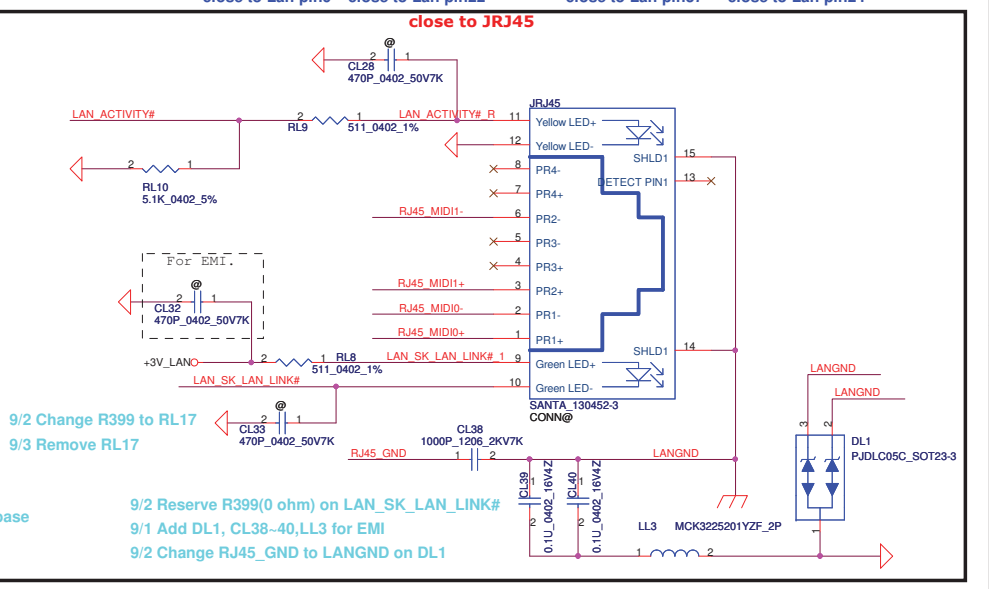 close to JRJ45
@
2 1
CL28
470P_0402_50V7K
LAN_ACTIVITY#
2 1
RL9 511_0402_1%
LAN_ACTIVITY#_R
2 1
RL10
5.1K_0402_5%
JRJ45
11 Yellow LED+
12 Yellow LED-
8 PR4-
7 PR4+
RJ45_MIDI1- 6 PR2-
5 PR3-
4 PR3+
RJ45_MIDI1+ 3 PR2+
RJ45_MIDI0- 2 PR1-
RJ45_MIDI0+ 1 PR1+
LAN_SK_LAN_LINK#_1 9 Green LED+
10 Green LED-
SHLD1 15
DETECT PIN1 13
SHLD1 14
SANTA_130452-3
CONN@
For EMI.
@
2 1
CL32
470P_0402_50V7K
+3V_LAN
2 1 RL8
511_0402_1%
LAN_SK_LAN_LINK#
@
2 1
CL33
470P_0402_50V7K
9/2 Change R399 to RL17
9/3 Remove RL17
CL38
1000P_1206_2KV7K
RJ45_GND 1 2 LANGND
CL39
1
2
0.1U_0402_16V4Z
CL40
1
2
0.1U_0402_16V4Z
LL3 MCK3225201YZF_2P
1 2
LANGND
LANGND
3 2
DL1
PJDLC05C_SOT23-3
1
9/2 Reserve R399(0 ohm) on LAN_SK_LAN_LINK#
9/1 Add DL1, CL38~40,LL3 for EMI
9/2 Change RJ45_GND to LANGND on DL1